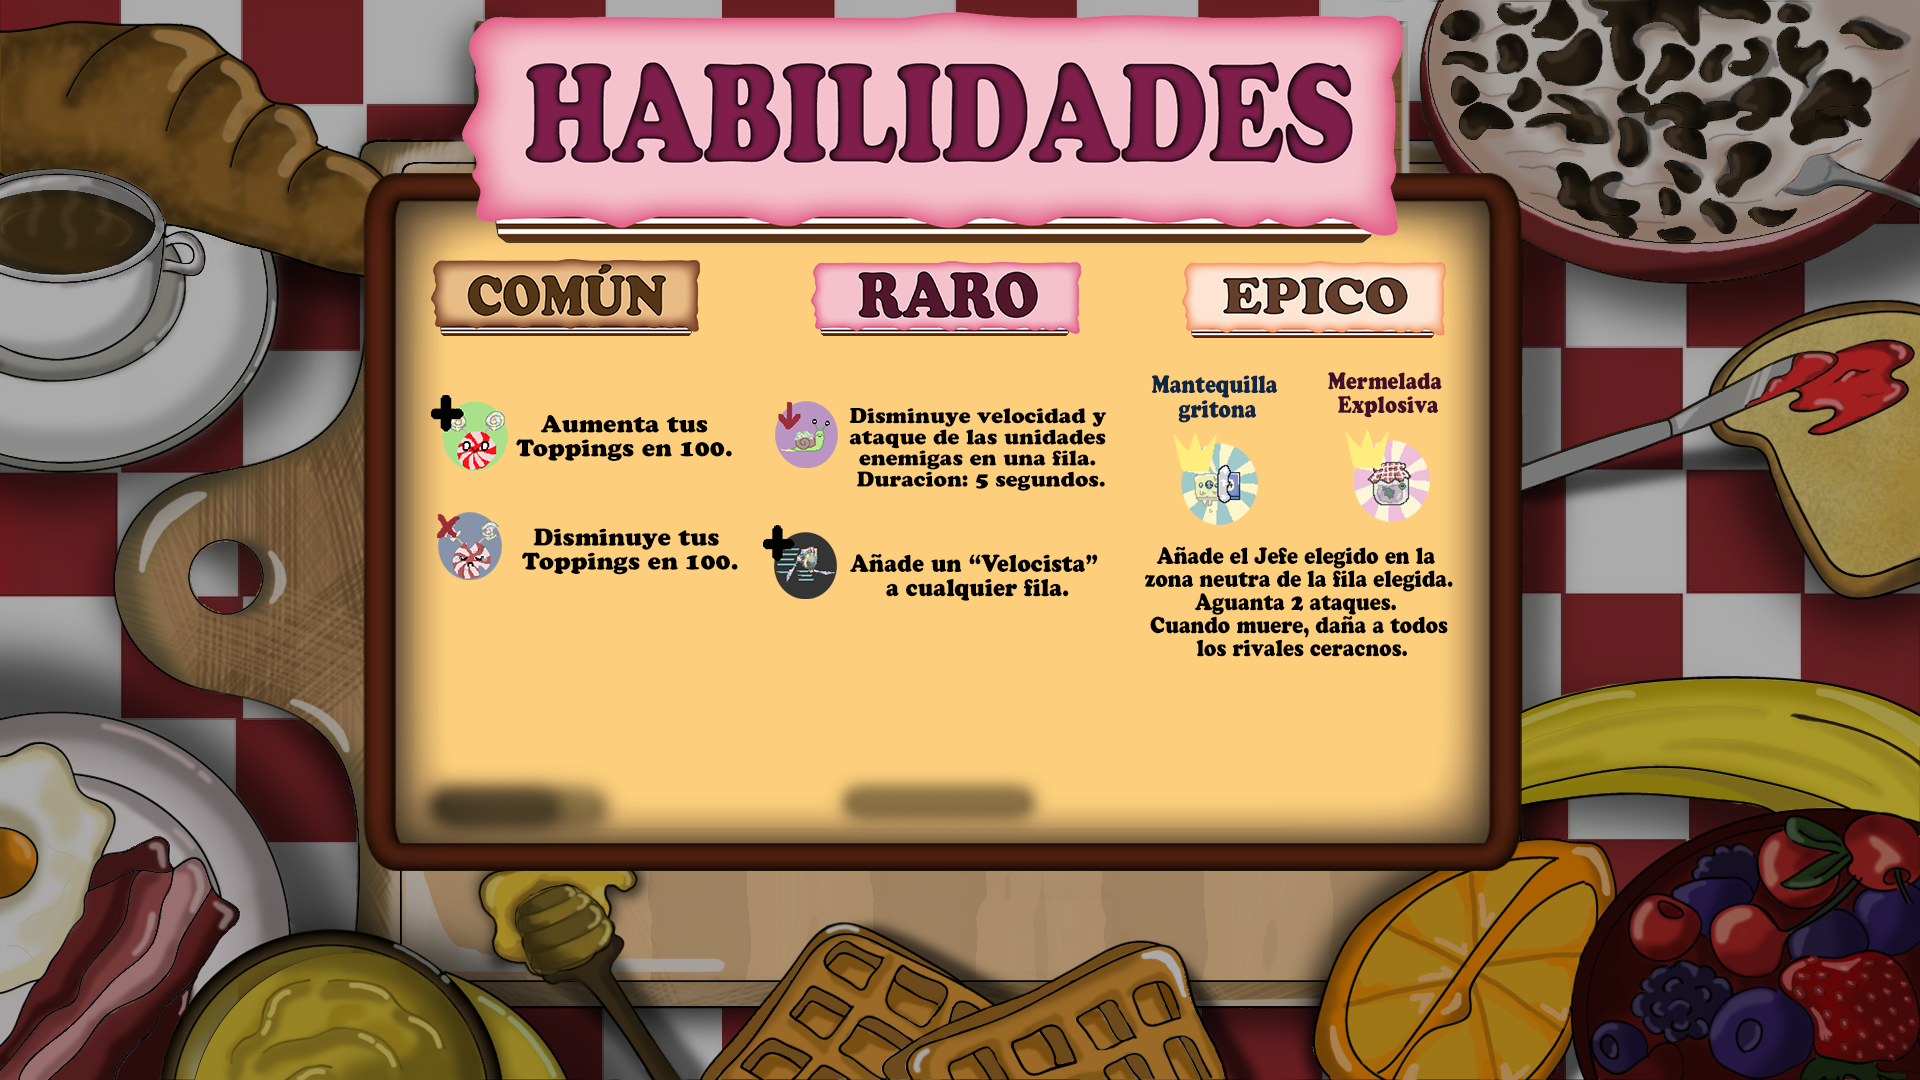 HABILIDADES
COMÚN
Aumenta tus
Toppings en 100.
Disminuye tus
Toppings en 100.
RARO
Disminuye velocidad y
ataque de las unidades
enemigas en una fila.
Duracion: 5 segundos.
Añade un “Velocista”
a cualquier fila.
EPICO
Mantequilla
gritona
Mermelada
Explosiva
Añade el Jefe elegido en la
zona neutra de la fila elegida.
Aguanta 2 ataques.
Cuando muere, daña a todos
los rivales ceracnos.